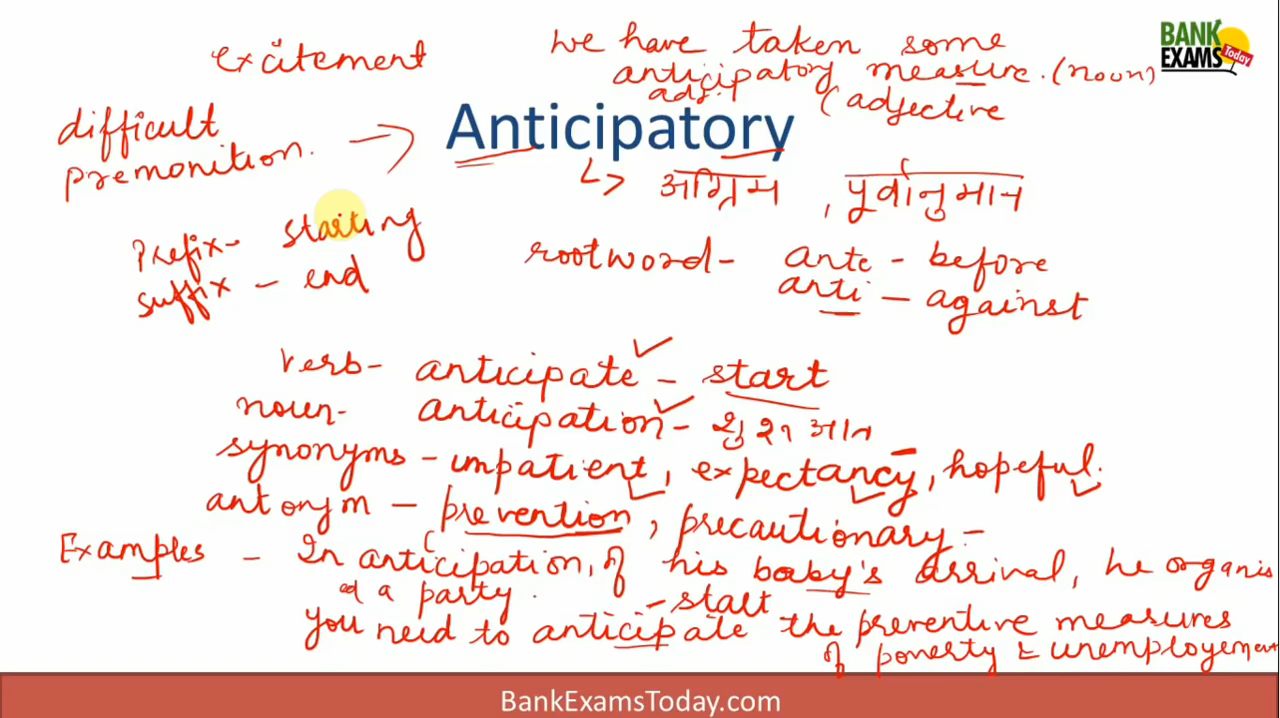 excitement
we have taken some
anticipatory measure. (noun)
adj. (adjective
BANK
EXAMS Today
difficult
premonition. →
Anticipatory
↳ अग्रिम , पुर्वानुमान
Prefix- starting
suffix - end
rootword- ante - before
anti - against
verb- anticipate - start
noun- anticipation - शुरुआत
synonyms - impatient, expectancy, hopeful.
antonym - prevention, precautionary -
Examples - In anticipation, of his baby's arrival, he organis
ed a party.
- start
You need to anticipate the preventive measures
of poverty & unemployement
BankExamsToday.com